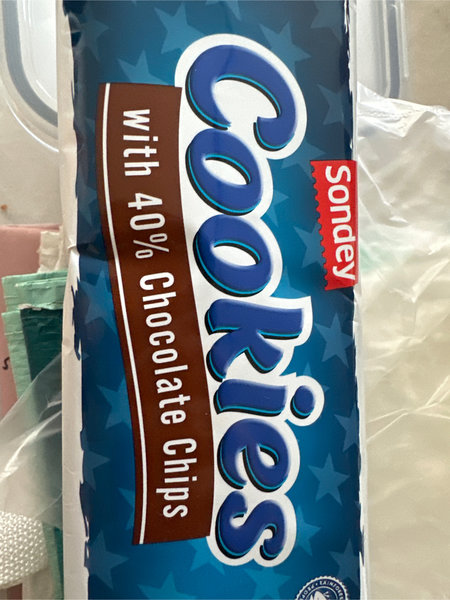 Sondey
Cookies
with 40% Chocolate Chips